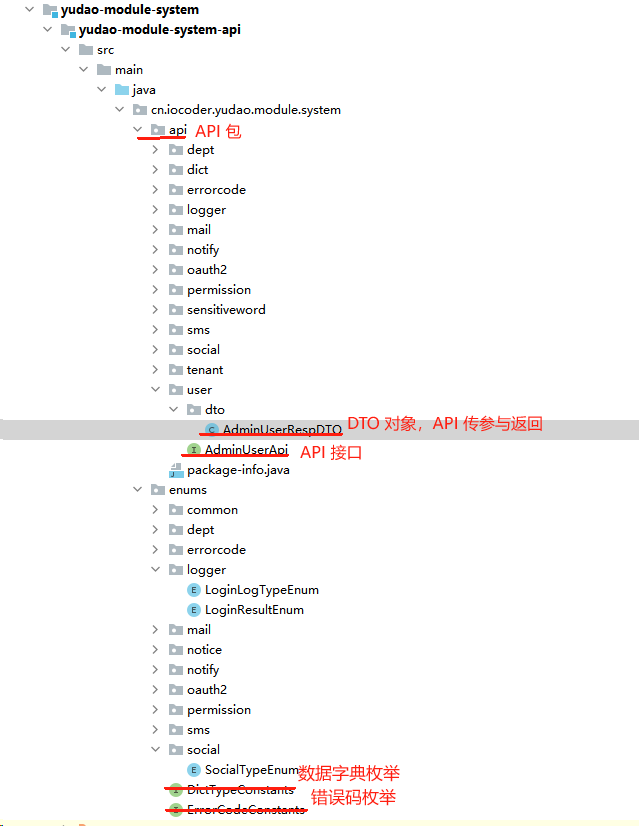 yudao-module-system
yudao-module-system-api
src
main
java
cn.iocoder.yudao.module.system
api API 包
dept
dict
errorcode
logger
mail
notify
oauth2
permission
sensitiveword
sms
social
tenant
user
dto
AdminUserRespDTO DTO 对象，API 传参与返回
AdminUserApi API 接口
package-info.java
enums
common
dept
errorcode
logger
LoginLogTypeEnum
LoginResultEnum
mail
notice
notify
oauth2
permission
sms
social
SocialTypeEnum 数据字典枚举
DictTypeConstants 错误码枚举
ErrorCodeConstants